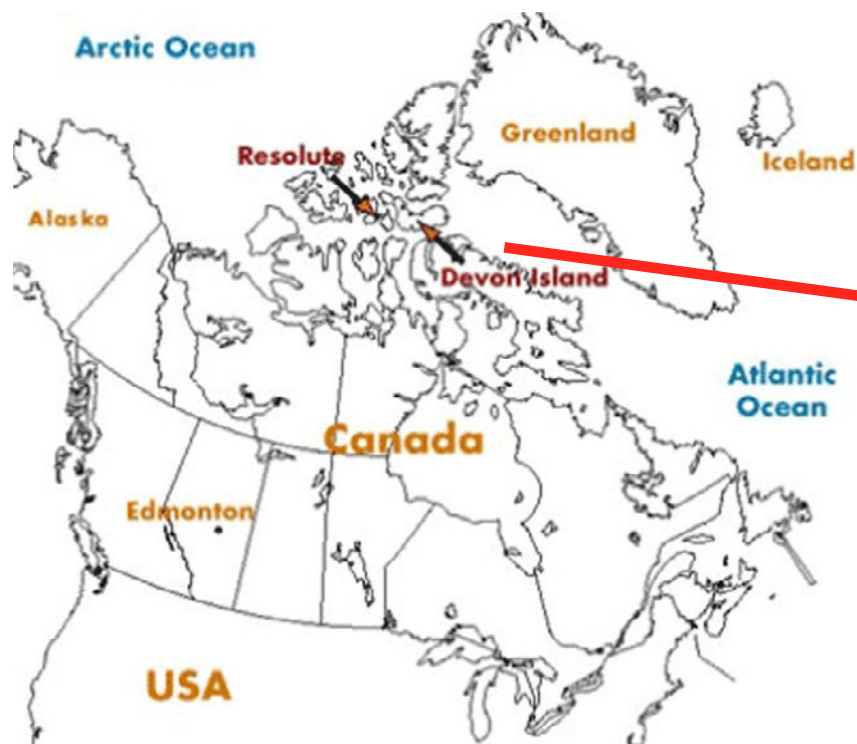 Arctic Ocean
Greenland
Iceland
Resolute
Alaska
Devon Island
Atlantic
Ocean
Canada
Edmonton
USA